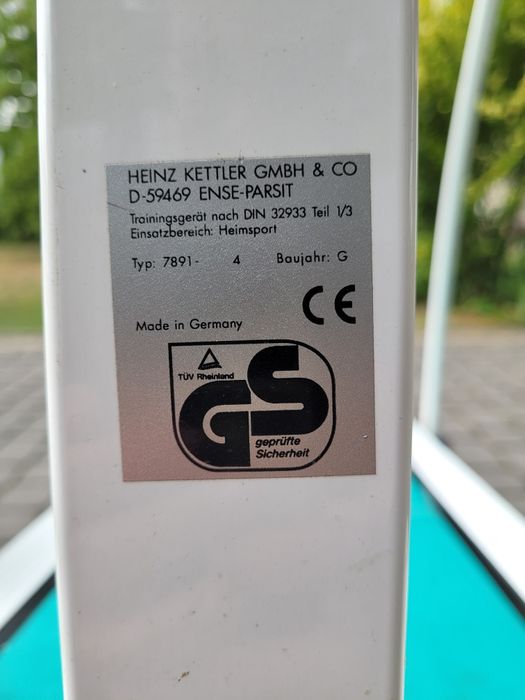 HEINZ KETTLER GMBH & CO
D-59469 ENSE-PARSIT
Trainingsgerät nach DIN 32933 Teil 1/3
Einsatzbereich: Heimsport
Typ: 7891- 4 Baujahr: G
CE
Made in Germany
TÜV Rheinland
GS
geprüfte
Sicherheit